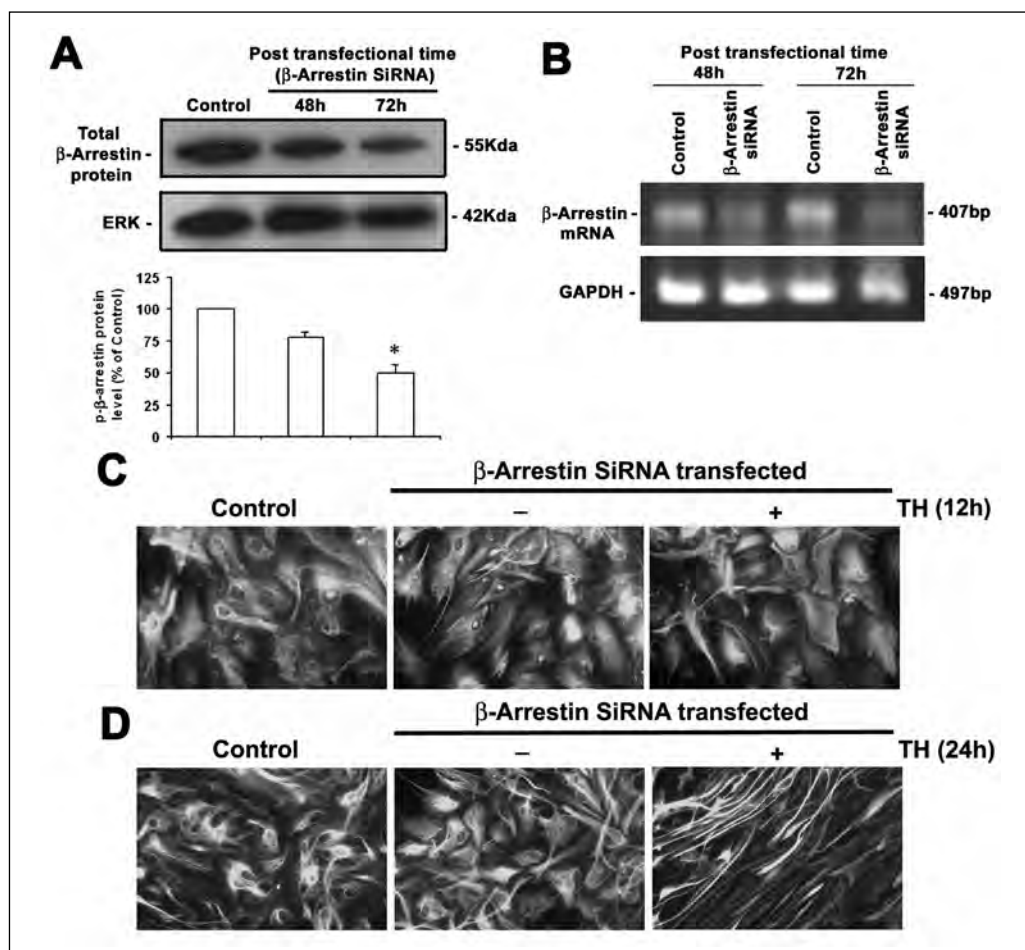 A
Post transfectional time
(β-Arrestin SiRNA)
Control 48h 72h
Total
β-Arrestin -
protein
- 55Kda
ERK -
- 42Kda
p-β-arrestin protein
level (% of Control)
125
100
75
50
25
0
*
B
Post transfectional time
48h 72h
Control
β-Arrestin
siRNA
Control
β-Arrestin
siRNA
β-Arrestin -
mRNA
- 407bp
GAPDH -
- 497bp
C
β-Arrestin SiRNA transfected
Control – + TH (12h)
D
β-Arrestin SiRNA transfected
Control – + TH (24h)